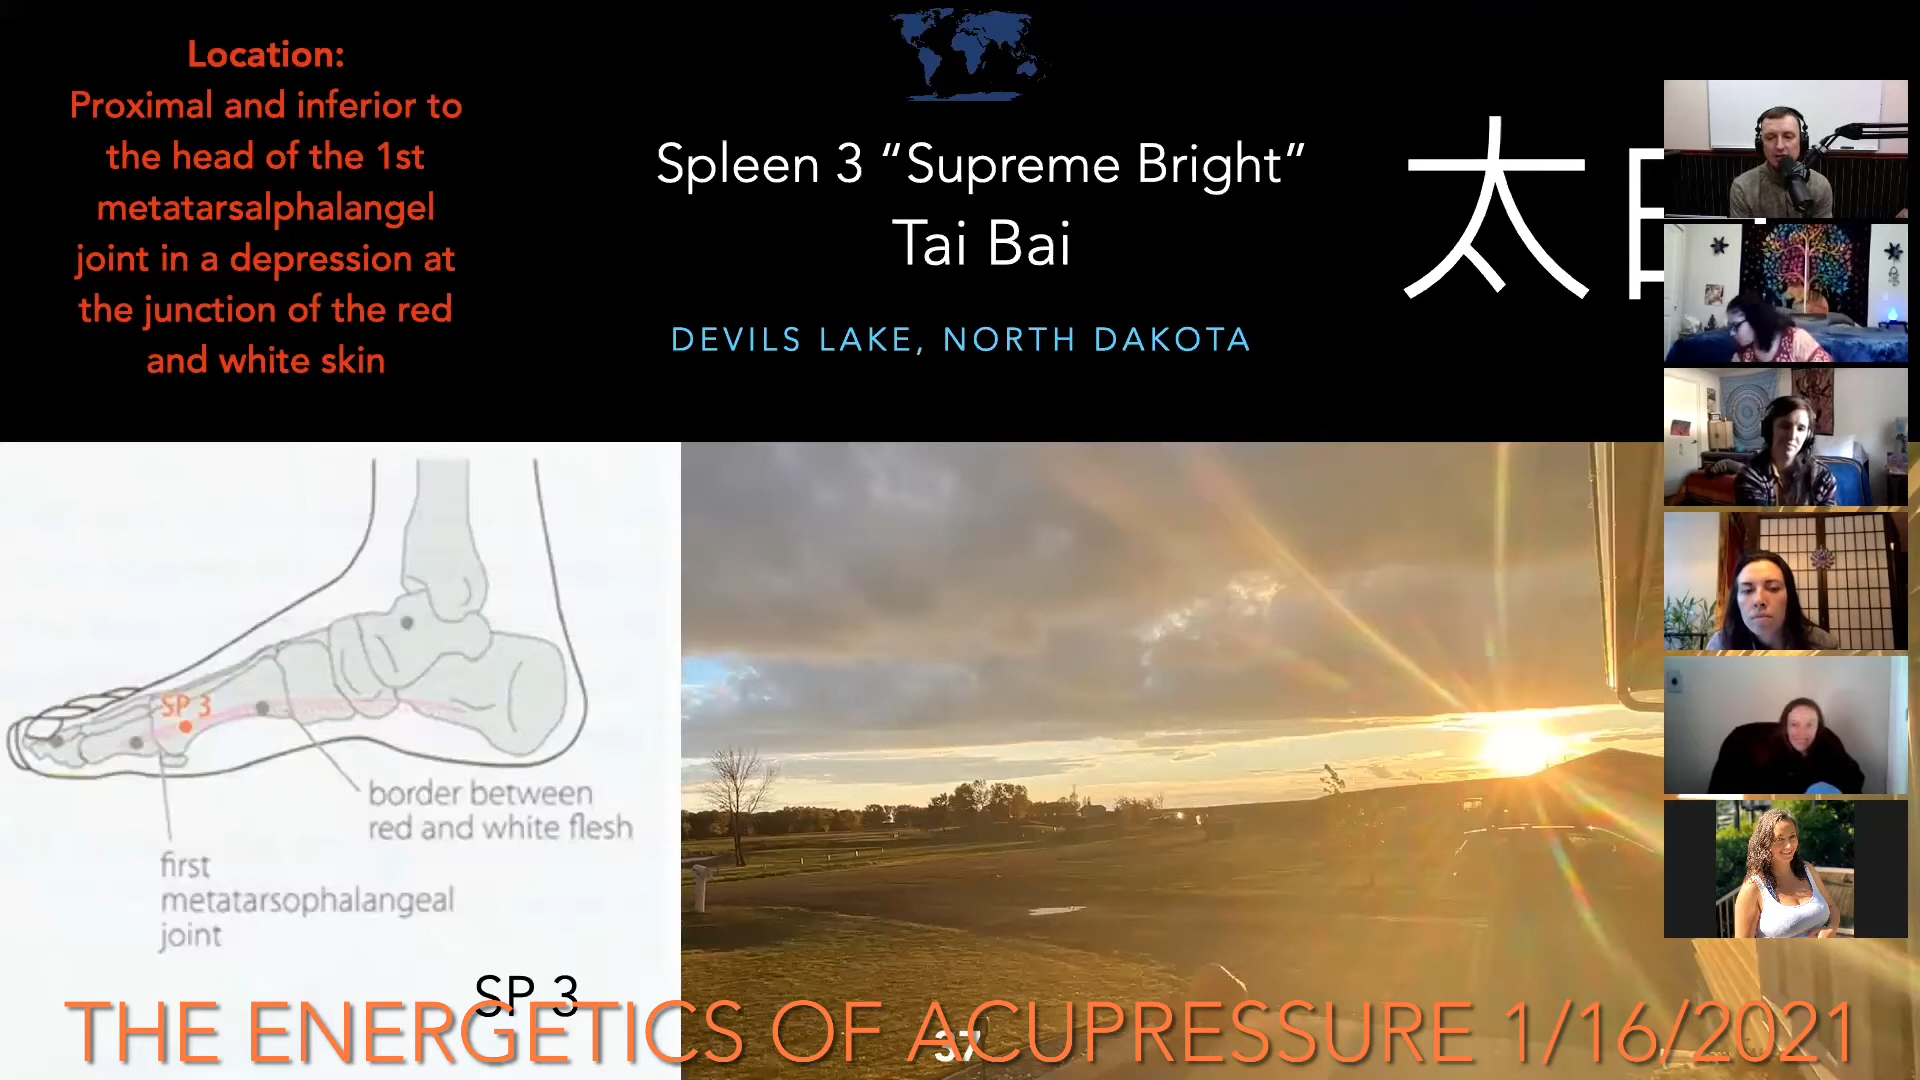 Location:
Proximal and inferior to
the head of the 1st
metatarsalphalangel
joint in a depression at
the junction of the red
and white skin
Spleen 3 “Supreme Bright”
Tai Bai
DEVILS LAKE, NORTH DAKOTA
太
SP 3
border between
red and white flesh
first
metatarsophalangeal
joint
SP 3
37
THE ENERGETICS OF ACUPRESSURE 1/16/2021